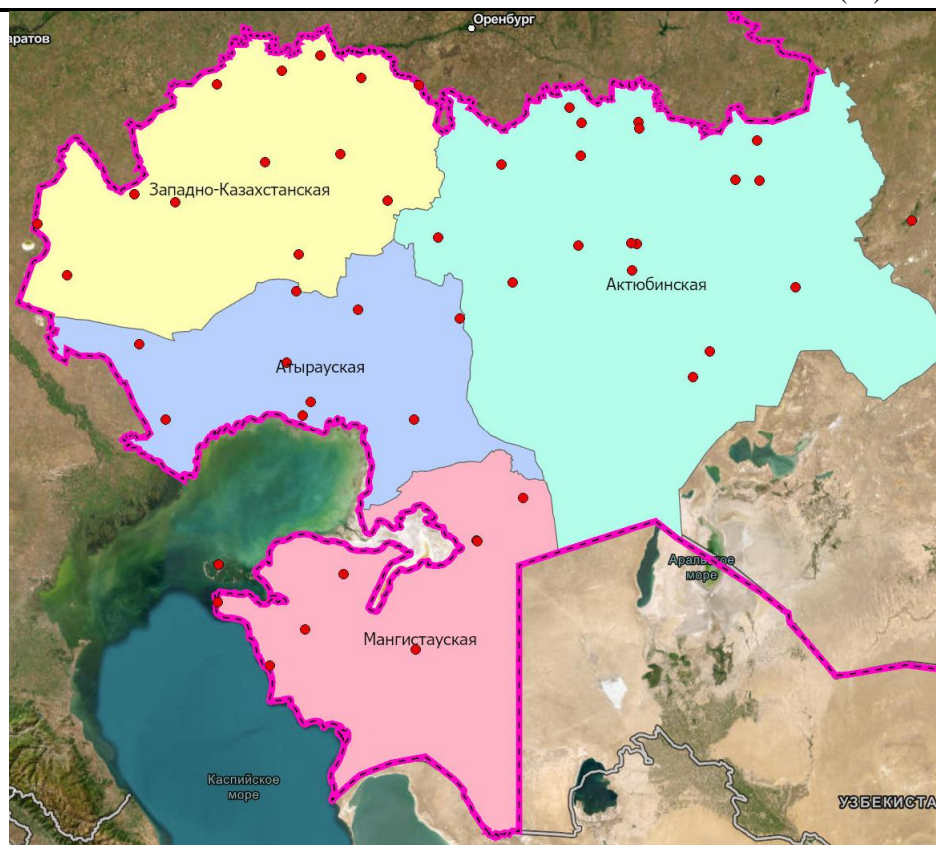 Оренбург
аратов
Западно-Казахстанская
Актюбинская
Атырауская
Аральское
море
Мангистауская
Каспийское
море
УЗБЕКИСТА